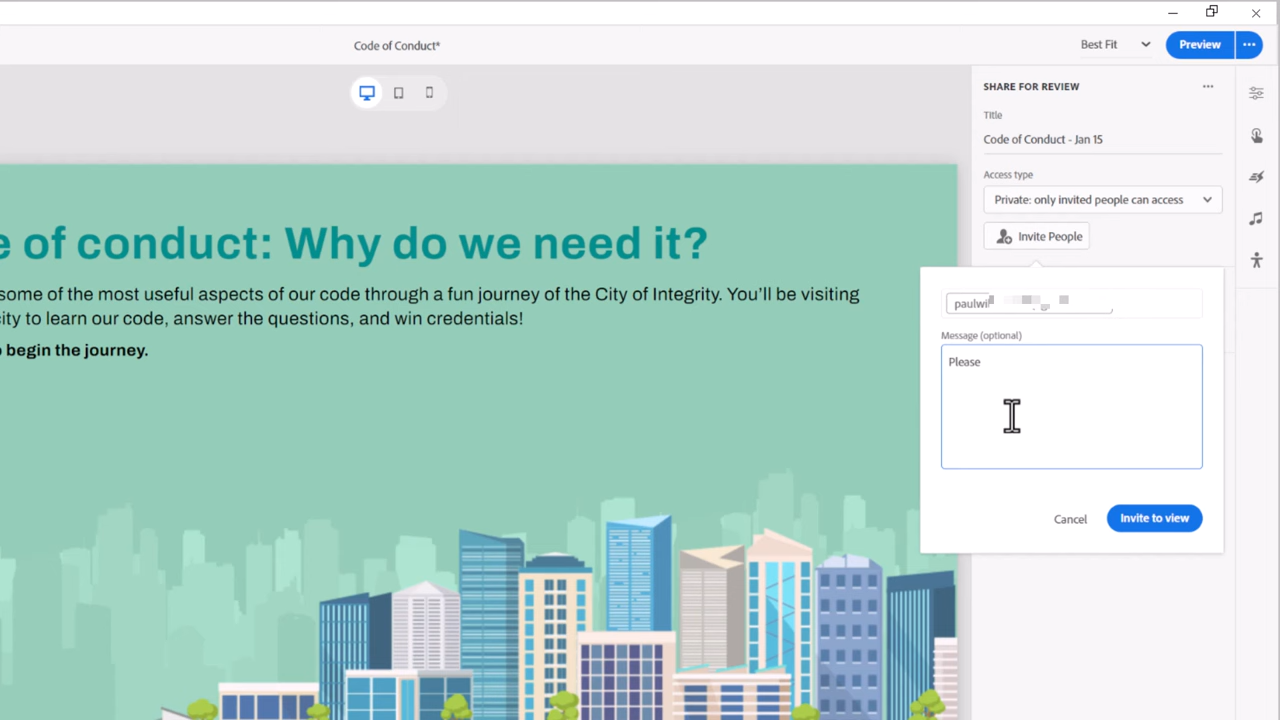 Code of Conduct*
Best Fit
Preview
SHARE FOR REVIEW
Title
Code of Conduct - Jan 15
Access type
Private: only invited people can access
Invite People
of conduct: Why do we need it?
some of the most useful aspects of our code through a fun journey of the City of Integrity. You'll be visiting
city to learn our code, answer the questions, and win credentials!
begin the journey.
Message (optional)
Please
Cancel
Invite to view